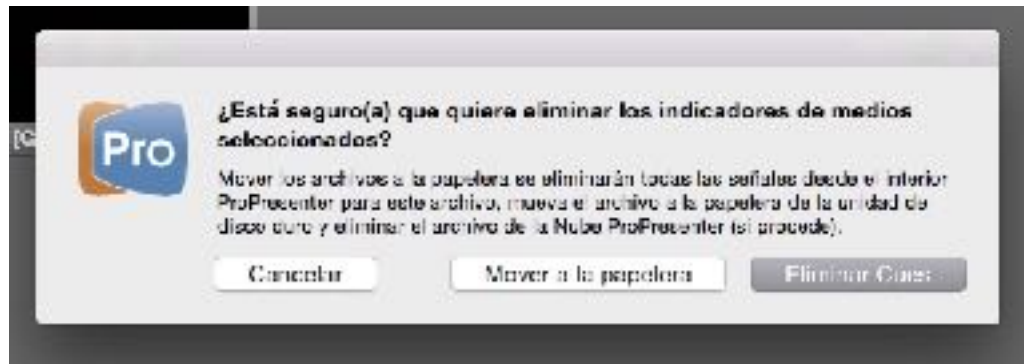 ¿Está seguro(a) que quiere eliminar los indicadores de medios
seleccionados?
Pro
Mover los archivos a la papelera se eliminarán todas las señales desde el interior
ProPresenter para este archivo, mueva el archivo a la papelera de la unidad de
disco duro y eliminar el archivo de la Nube ProPresenter (si procede).
Cancelar
Mover a la papelera
Eliminar Cues